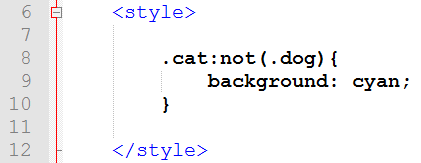 6 <style>
7
8 .cat:not(.dog){
9 background: cyan;
10 }
11
12 </style>